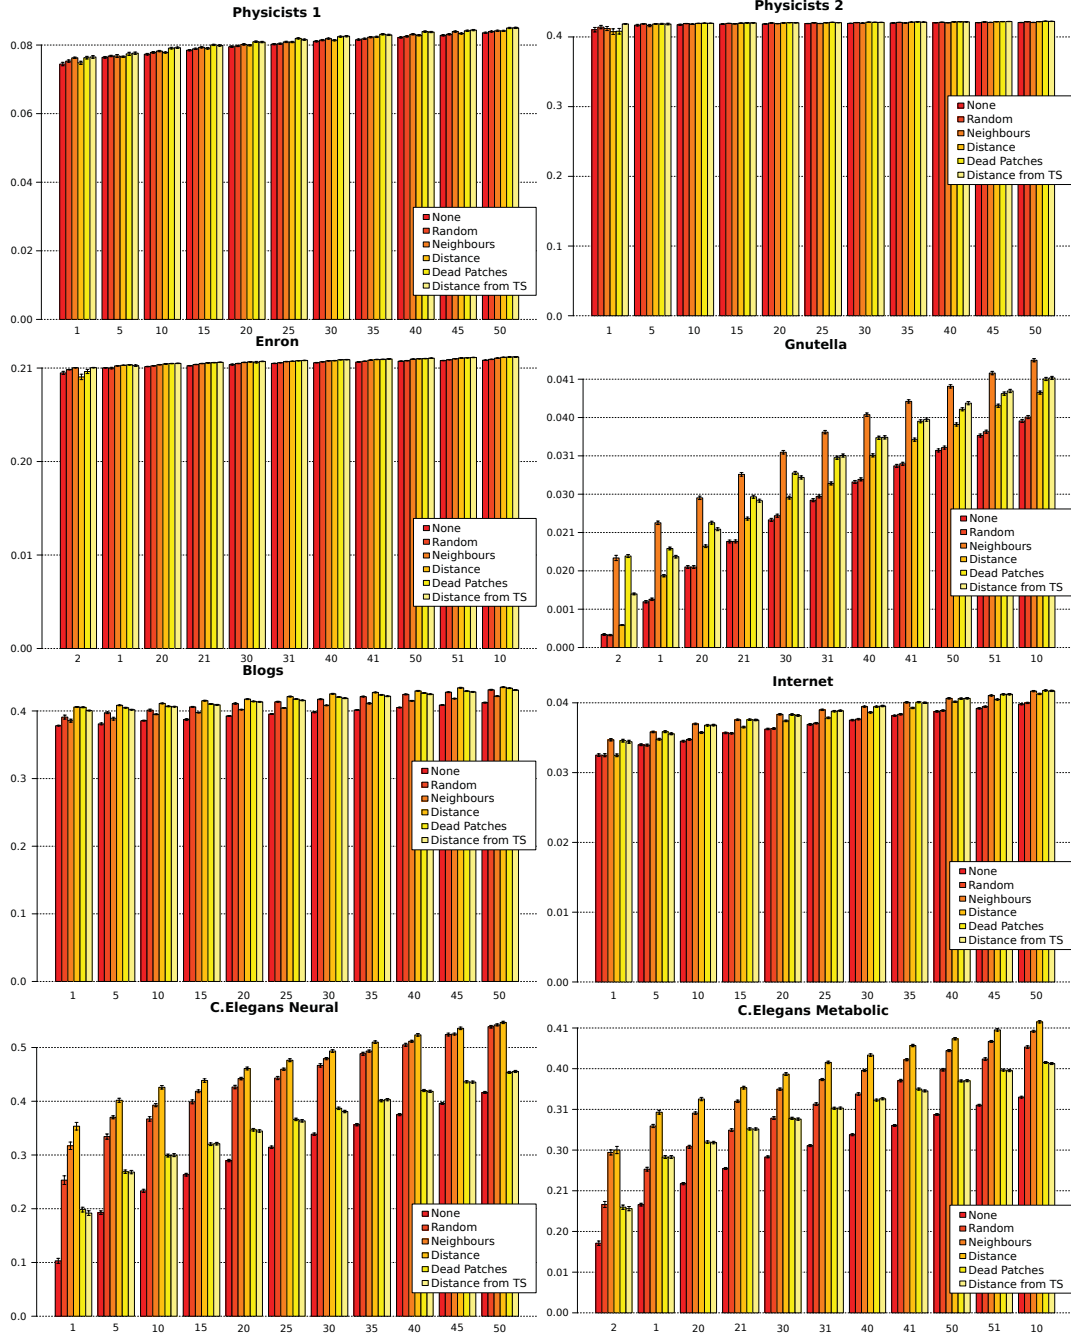 Physicists 1
0.08
0.06
0.04
0.02
0.00
None
Random
Neighbours
Distance
Dead Patches
Distance from TS
1 5 10 15 20 25 30 35 40 45 50
Physicists 2
0.4
0.3
0.2
0.1
0.0
None
Random
Neighbours
Distance
Dead Patches
Distance from TS
1 5 10 15 20 25 30 35 40 45 50
Enron
0.21
0.20
0.01
0.00
None
Random
Neighbours
Distance
Dead Patches
Distance from TS
2 1 20 21 30 31 40 41 50 51 10
Gnutella
0.041
0.040
0.031
0.030
0.021
0.020
0.001
0.000
None
Random
Neighbours
Distance
Dead Patches
Distance from TS
2 1 20 21 30 31 40 41 50 51 10
Blogs
0.4
0.3
0.2
0.1
0.0
None
Random
Neighbours
Distance
Dead Patches
Distance from TS
1 5 10 15 20 25 30 35 40 45 50
Internet
0.04
0.03
0.02
0.01
0.00
None
Random
Neighbours
Distance
Dead Patches
Distance from TS
1 5 10 15 20 25 30 35 40 45 50
C.Elegans Neural
0.5
0.4
0.3
0.2
0.1
0.0
None
Random
Neighbours
Distance
Dead Patches
Distance from TS
1 5 10 15 20 25 30 35 40 45 50
C.Elegans Metabolic
0.41
0.40
0.31
0.30
0.21
0.20
0.01
0.00
None
Random
Neighbours
Distance
Dead Patches
Distance from TS
2 1 20 21 30 31 40 41 50 51 10